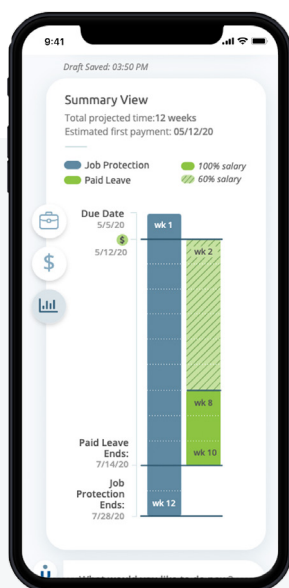 9:41
Draft Saved: 03:50 PM
Summary View
Total projected time:12 weeks
Estimated first payment: 05/12/20
Job Protection
100% salary
Paid Leave
60% salary
Due Date
5/5/20
wk 1
$
5/12/20
wk 2
$
wk 8
Paid Leave
Ends:
7/14/20
wk 10
Job
Protection
Ends:
7/28/20
wk 12